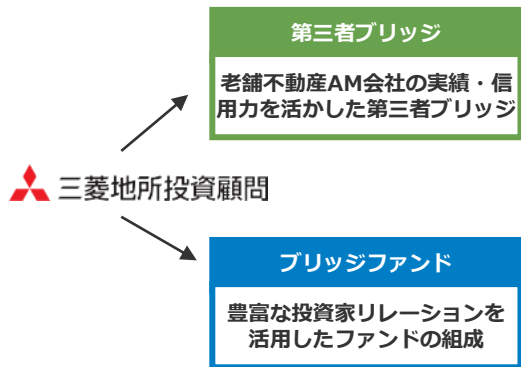 第三者ブリッジ
老舗不動産AM会社の実績・信
用力を活かした第三者ブリッジ
三菱地所投資顧問
ブリッジファンド
豊富な投資家リレーションを
活用したファンドの組成